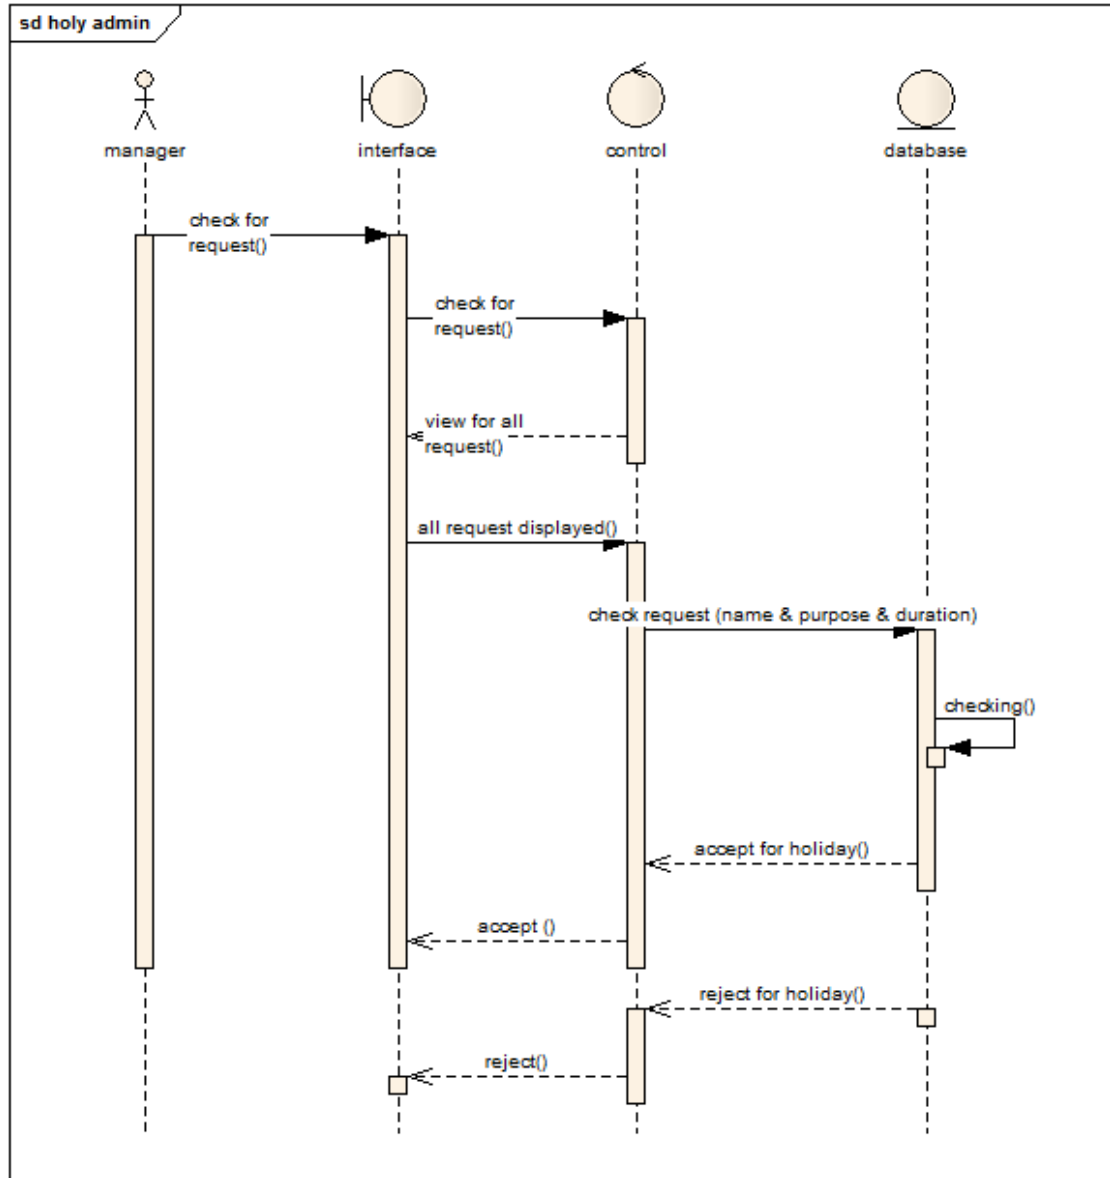 sd holy admin
manager
interface
control
database
check for
request()
check for
request()
view for all
request()
all request displayed()
check request (name & purpose & duration)
checking()
accept for holiday()
accept ()
reject for holiday()
reject()